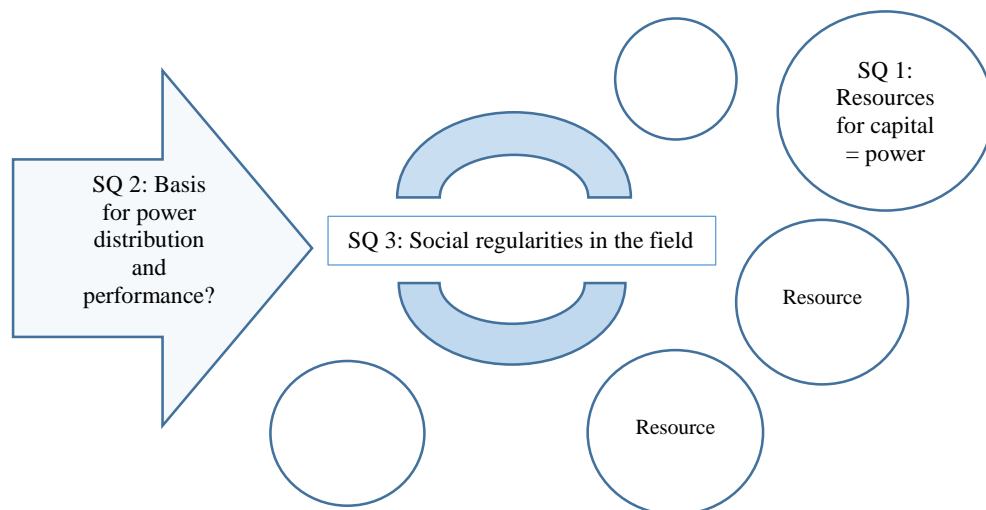 SQ 1:
Resources
for capital
= power
SQ 2: Basis
for power
distribution
and
performance?
SQ 3: Social regularities in the field
Resource
Resource